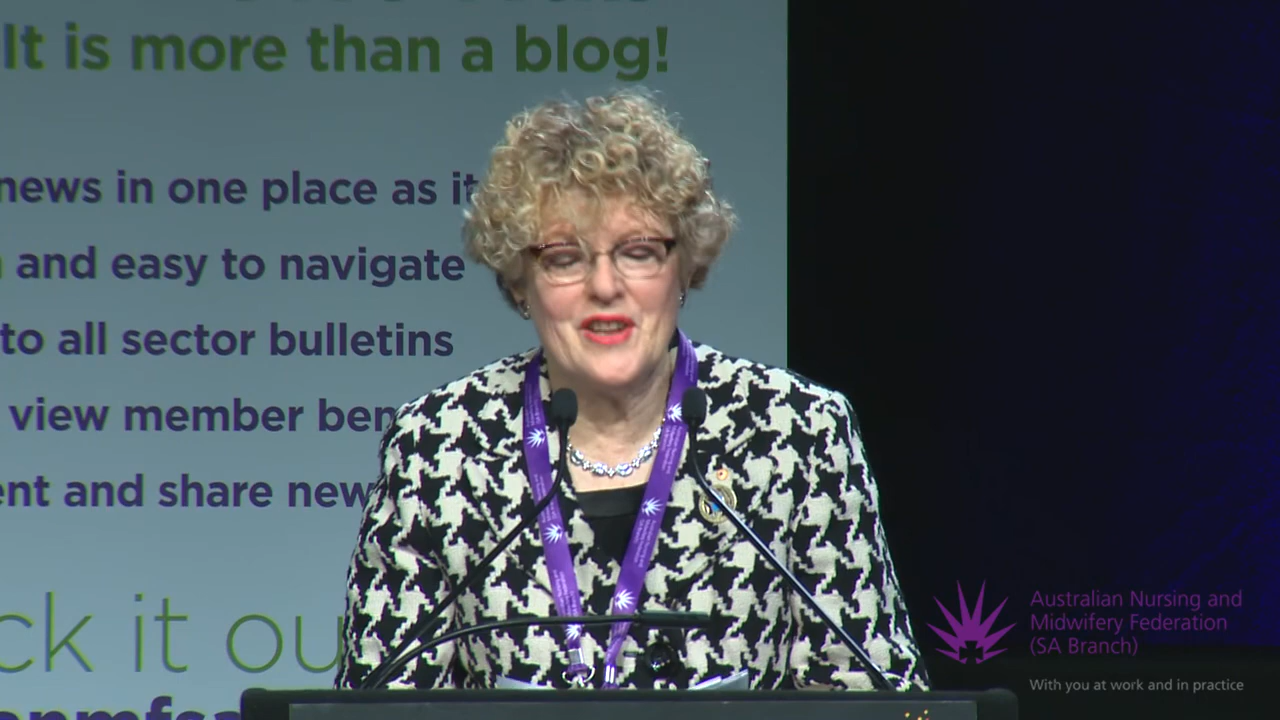 It is more than a blog!
news in one place as it
and easy to navigate
to all sector bulletins
view member ben
ent and share new
ck it ou
nmfsa
Australian Nursing and
Midwifery Federation
(SA Branch)
With you at work and in practice